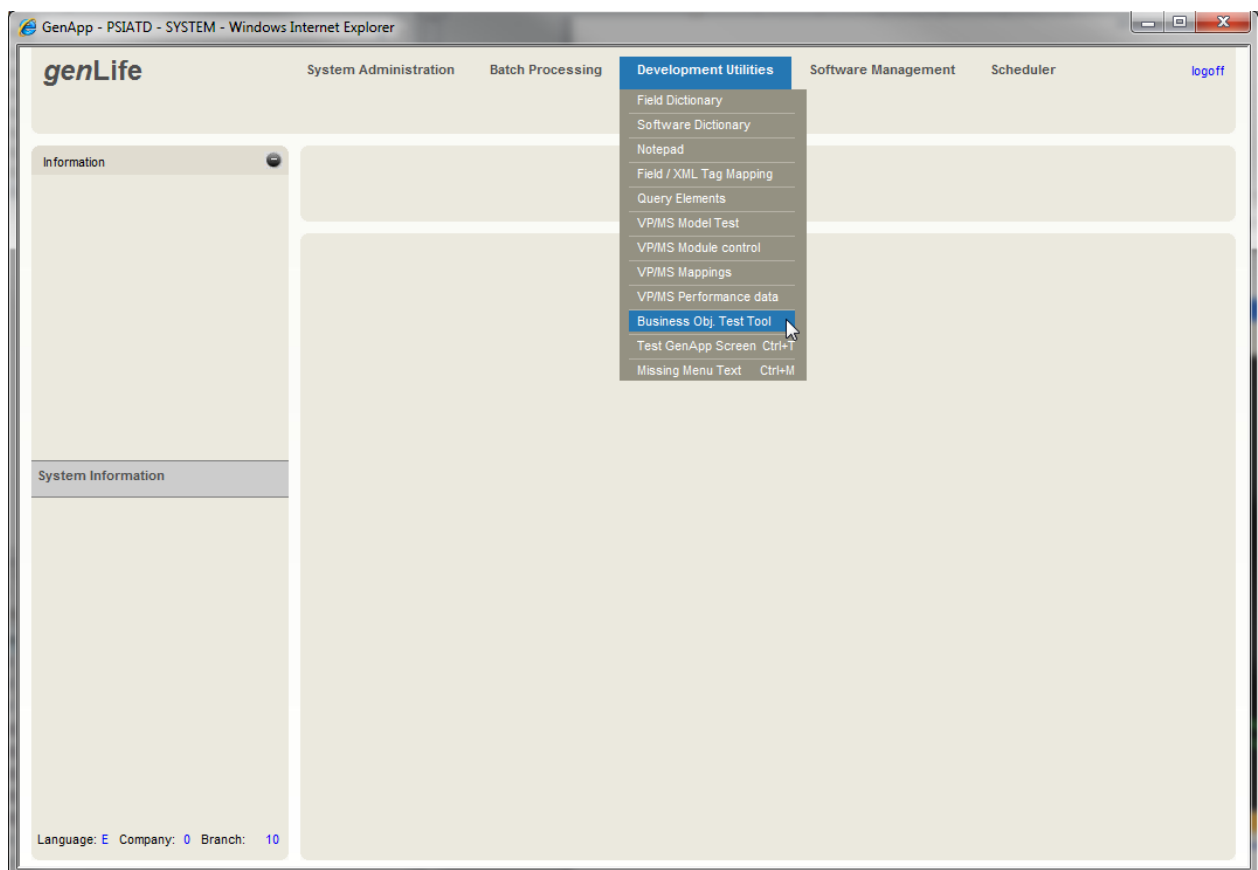 GenApp - PSIATD - SYSTEM - Windows Internet Explorer
genLife System Administration Batch Processing Development Utilities Software Management Scheduler logoff
Field Dictionary
Software Dictionary
Notepad
Field / XML Tag Mapping
Query Elements
VP/MS Model Test
VP/MS Module control
VP/MS Mappings
VP/MS Performance data
Business Obj. Test Tool
Test GenApp Screen Ctrl+T
Missing Menu Text Ctrl+M
Information
System Information
Language: E Company: 0 Branch: 10